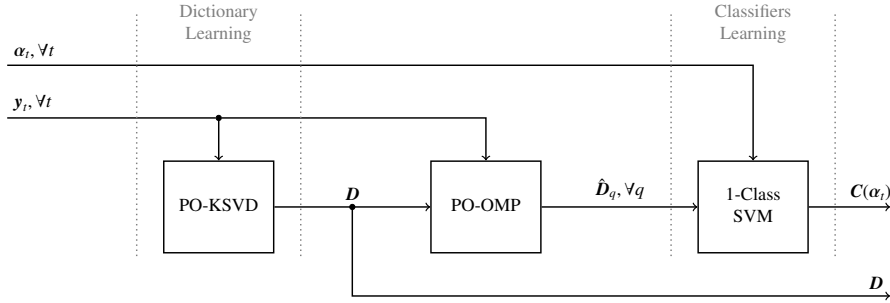 Dictionary
Learning
Classifiers
Learning
α_t, ∀t
y_t, ∀t
PO-KSVD
D
PO-OMP
D̂_q, ∀q
1-Class
SVM
C(α_t)
D